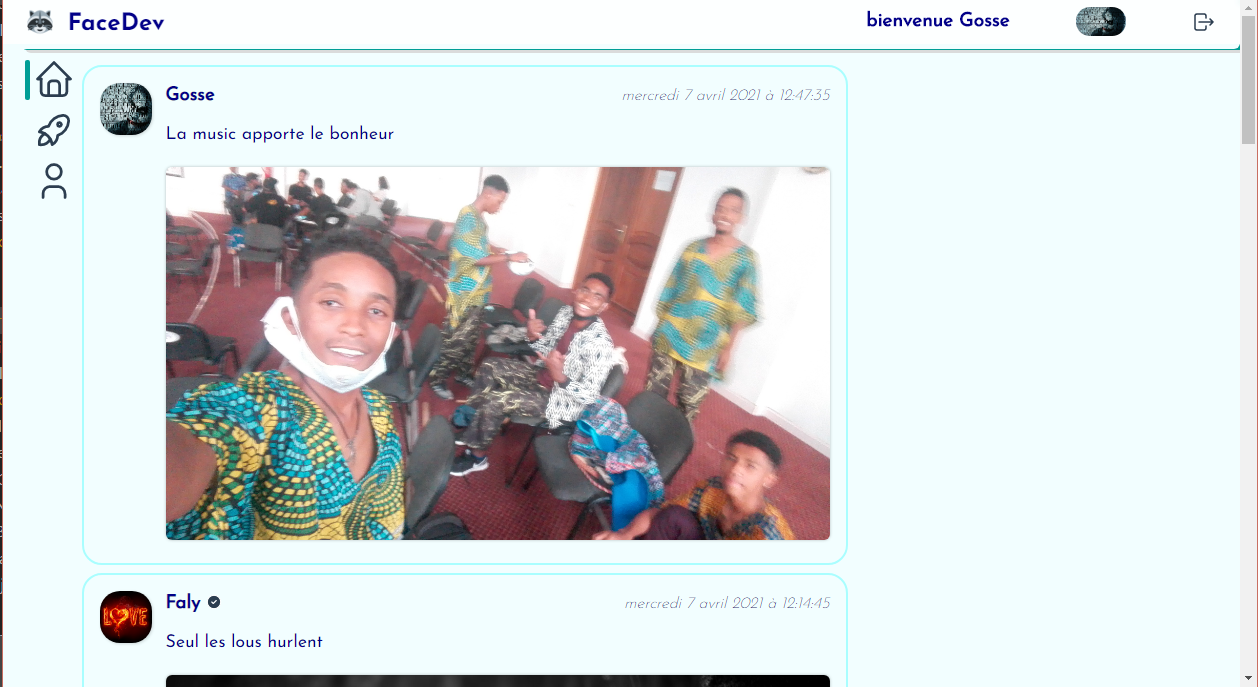 FaceDev
bienvenue Gosse
Gosse
mercredi 7 avril 2021 à 12:47:35
La music apporte le bonheur
LOVE
Faly
mercredi 7 avril 2021 à 12:14:45
Seul les lous hurlent